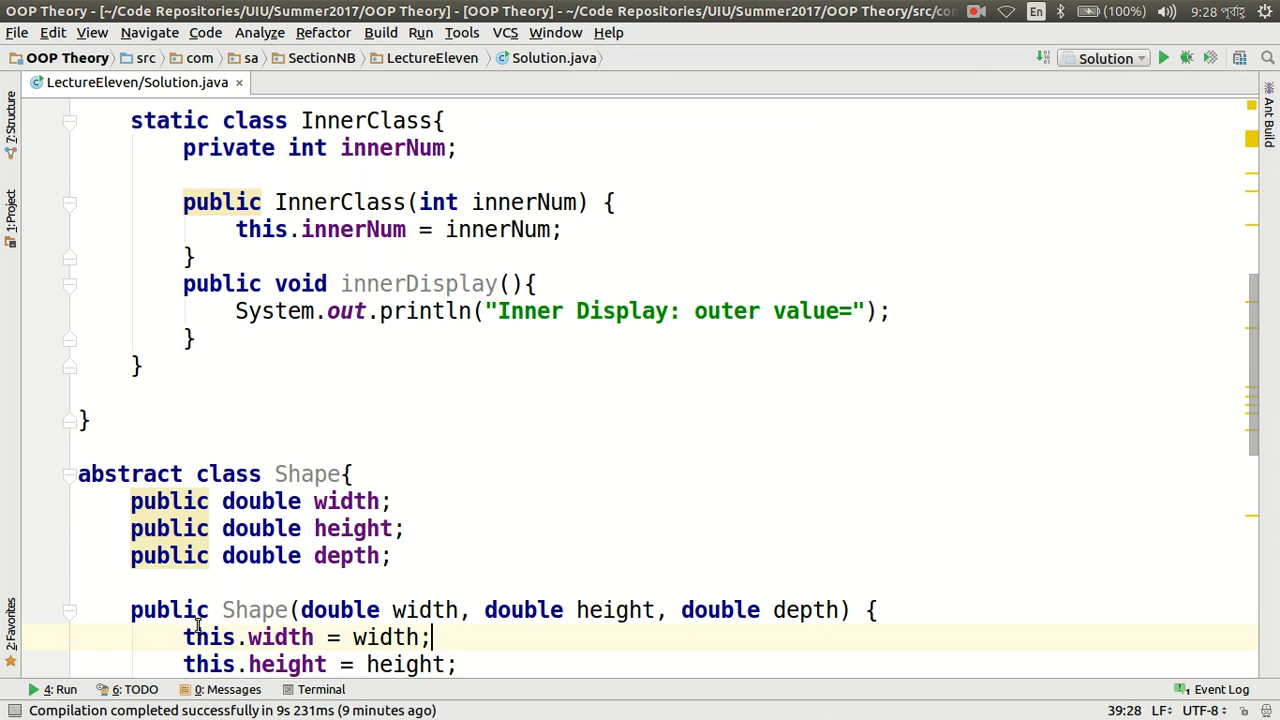 OOP Theory - [~/Code Repositories/UIU/Summer2017/OOP Theory] - [OOP Theory] - ~/Code Repositories/UIU/Summer2017/OOP Theory/src/con
En (100%) 9:28 পূর্বাহ্ণ
File Edit View Navigate Code Analyze Refactor Build Run Tools VCS Window Help
OOP Theory src com sa SectionNB LectureEleven Solution.java Solution
LectureEleven/Solution.java ×
7: Structure
1: Project
2: Favorites
Ant Build
static class InnerClass{
private int innerNum;
public InnerClass(int innerNum) {
this.innerNum = innerNum;
}
public void innerDisplay(){
System.out.println("Inner Display: outer value=");
}
}
}
abstract class Shape{
public double width;
public double height;
public double depth;
public Shape(double width, double height, double depth) {
this.width = width;
this.height = height;
4: Run 6: TODO 0: Messages Terminal 1 Event Log
Compilation completed successfully in 9s 231ms (9 minutes ago) 39:28 LF UTF-8